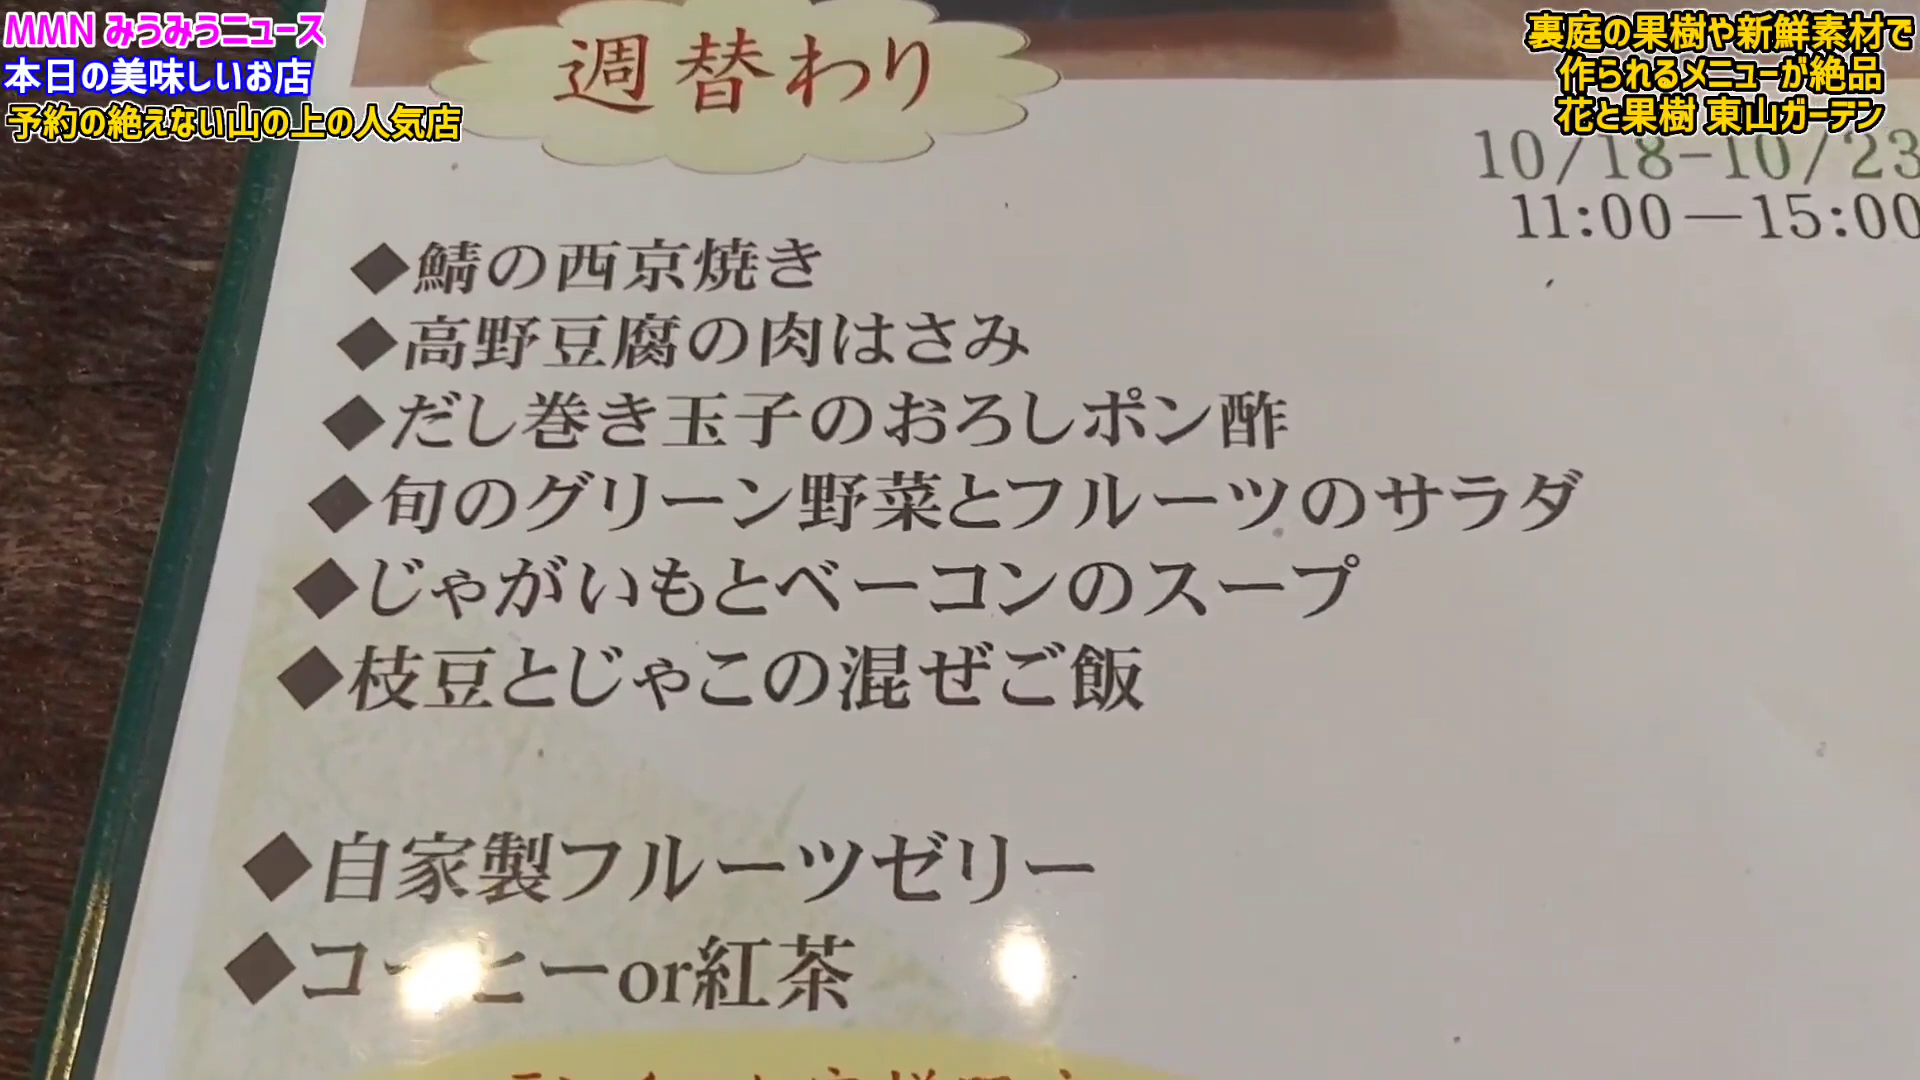 MMN みうみうニュース
本日の美味しいお店
予約の絶えない山の上の人気店
裏庭の果樹や新鮮素材で
作られるメニューが絶品
花と果樹 東山ガーデン
週替わり
10/18-10/23
11:00―15:00
◆鯖の西京焼き
◆高野豆腐の肉はさみ
◆だし巻き玉子のおろしポン酢
◆旬のグリーン野菜とフルーツのサラダ
◆じゃがいもとベーコンのスープ
◆枝豆とじゃこの混ぜご飯
◆自家製フルーツゼリー
◆コーヒーor紅茶